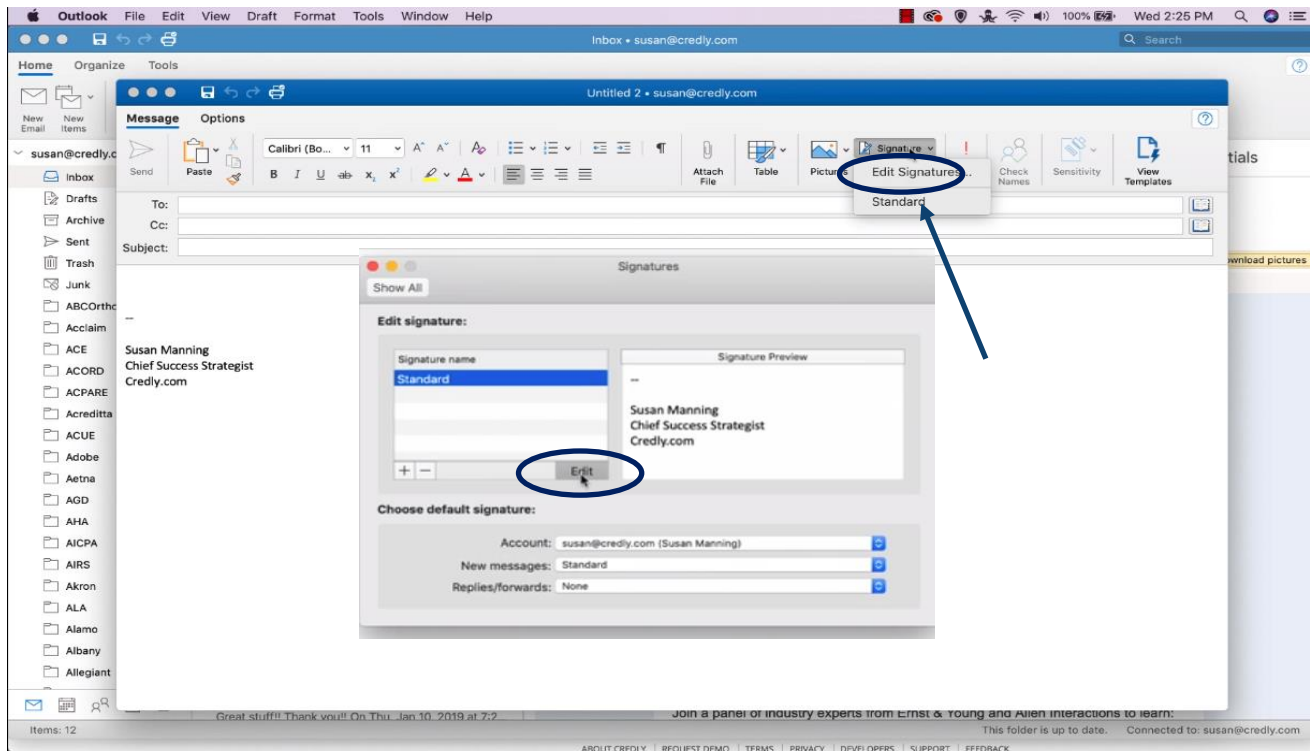 Outlook File Edit View Draft Format Tools Window Help 100% Wed 2:25 PM
Inbox • susan@credly.com Search
Home Organize Tools
Untitled 2 • susan@credly.com
New Email
New Items
Message Options
susan@credly.c
Calibri (Bo... 11 Signature
Send Paste B I U ab x, x² A Attach File Table Pictures Check Names Sensitivity View Templates
Edit Signatures...
Standard
tials
To:
Cc:
Subject:
wnload pictures
Inbox
Drafts
Archive
Sent
Trash
Junk
ABCOrtho
Acclaim
ACE
ACORD
ACPARE
Acreditta
ACUE
Adobe
Aetna
AGD
AHA
AICPA
AIRS
Akron
ALA
Alamo
Albany
Allegiant
--
Susan Manning
Chief Success Strategist
Credly.com
Signatures
Show All
Edit signature:
Signature name
Standard
+ −
Edit
Signature Preview
--
Susan Manning
Chief Success Strategist
Credly.com
Choose default signature:
Account: susan@credly.com (Susan Manning)
New messages: Standard
Replies/forwards: None
Great stuff!! Thank you!! On Thu, Jan 10, 2019 at 7:2
Join a panel of industry experts from Ernst & Young and Allen Interactions to learn:
Items: 12 This folder is up to date. Connected to: susan@credly.com
ABOUT CREDLY | REQUEST DEMO | TERMS | PRIVACY | DEVELOPERS | SUPPORT | FEEDBACK